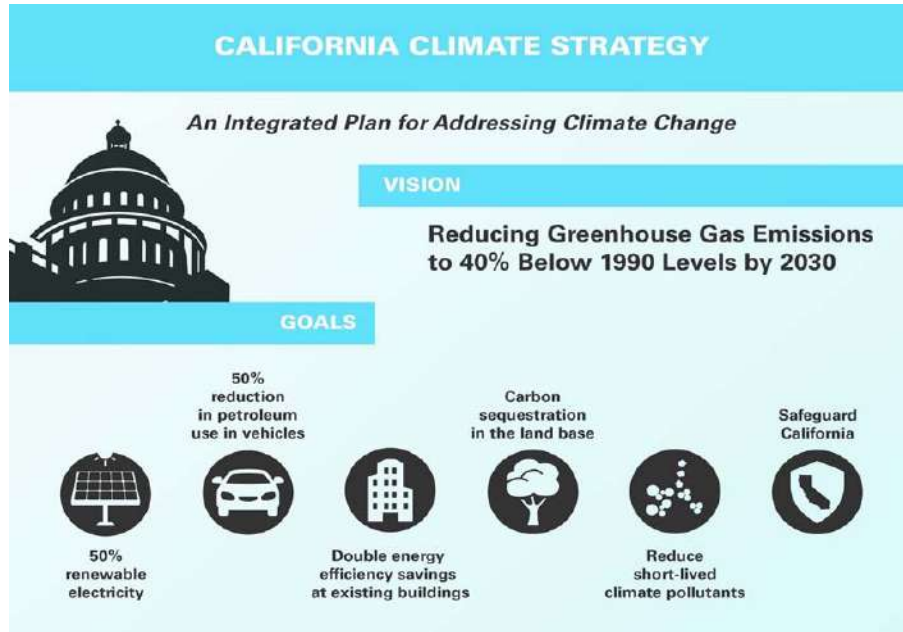 CALIFORNIA CLIMATE STRATEGY
An Integrated Plan for Addressing Climate Change
VISION
Reducing Greenhouse Gas Emissions
to 40% Below 1990 Levels by 2030
GOALS
50%
renewable
electricity
50%
reduction
in petroleum
use in vehicles
Double energy
efficiency savings
at existing buildings
Carbon
sequestration
in the land base
Reduce
short-lived
climate pollutants
Safeguard
California